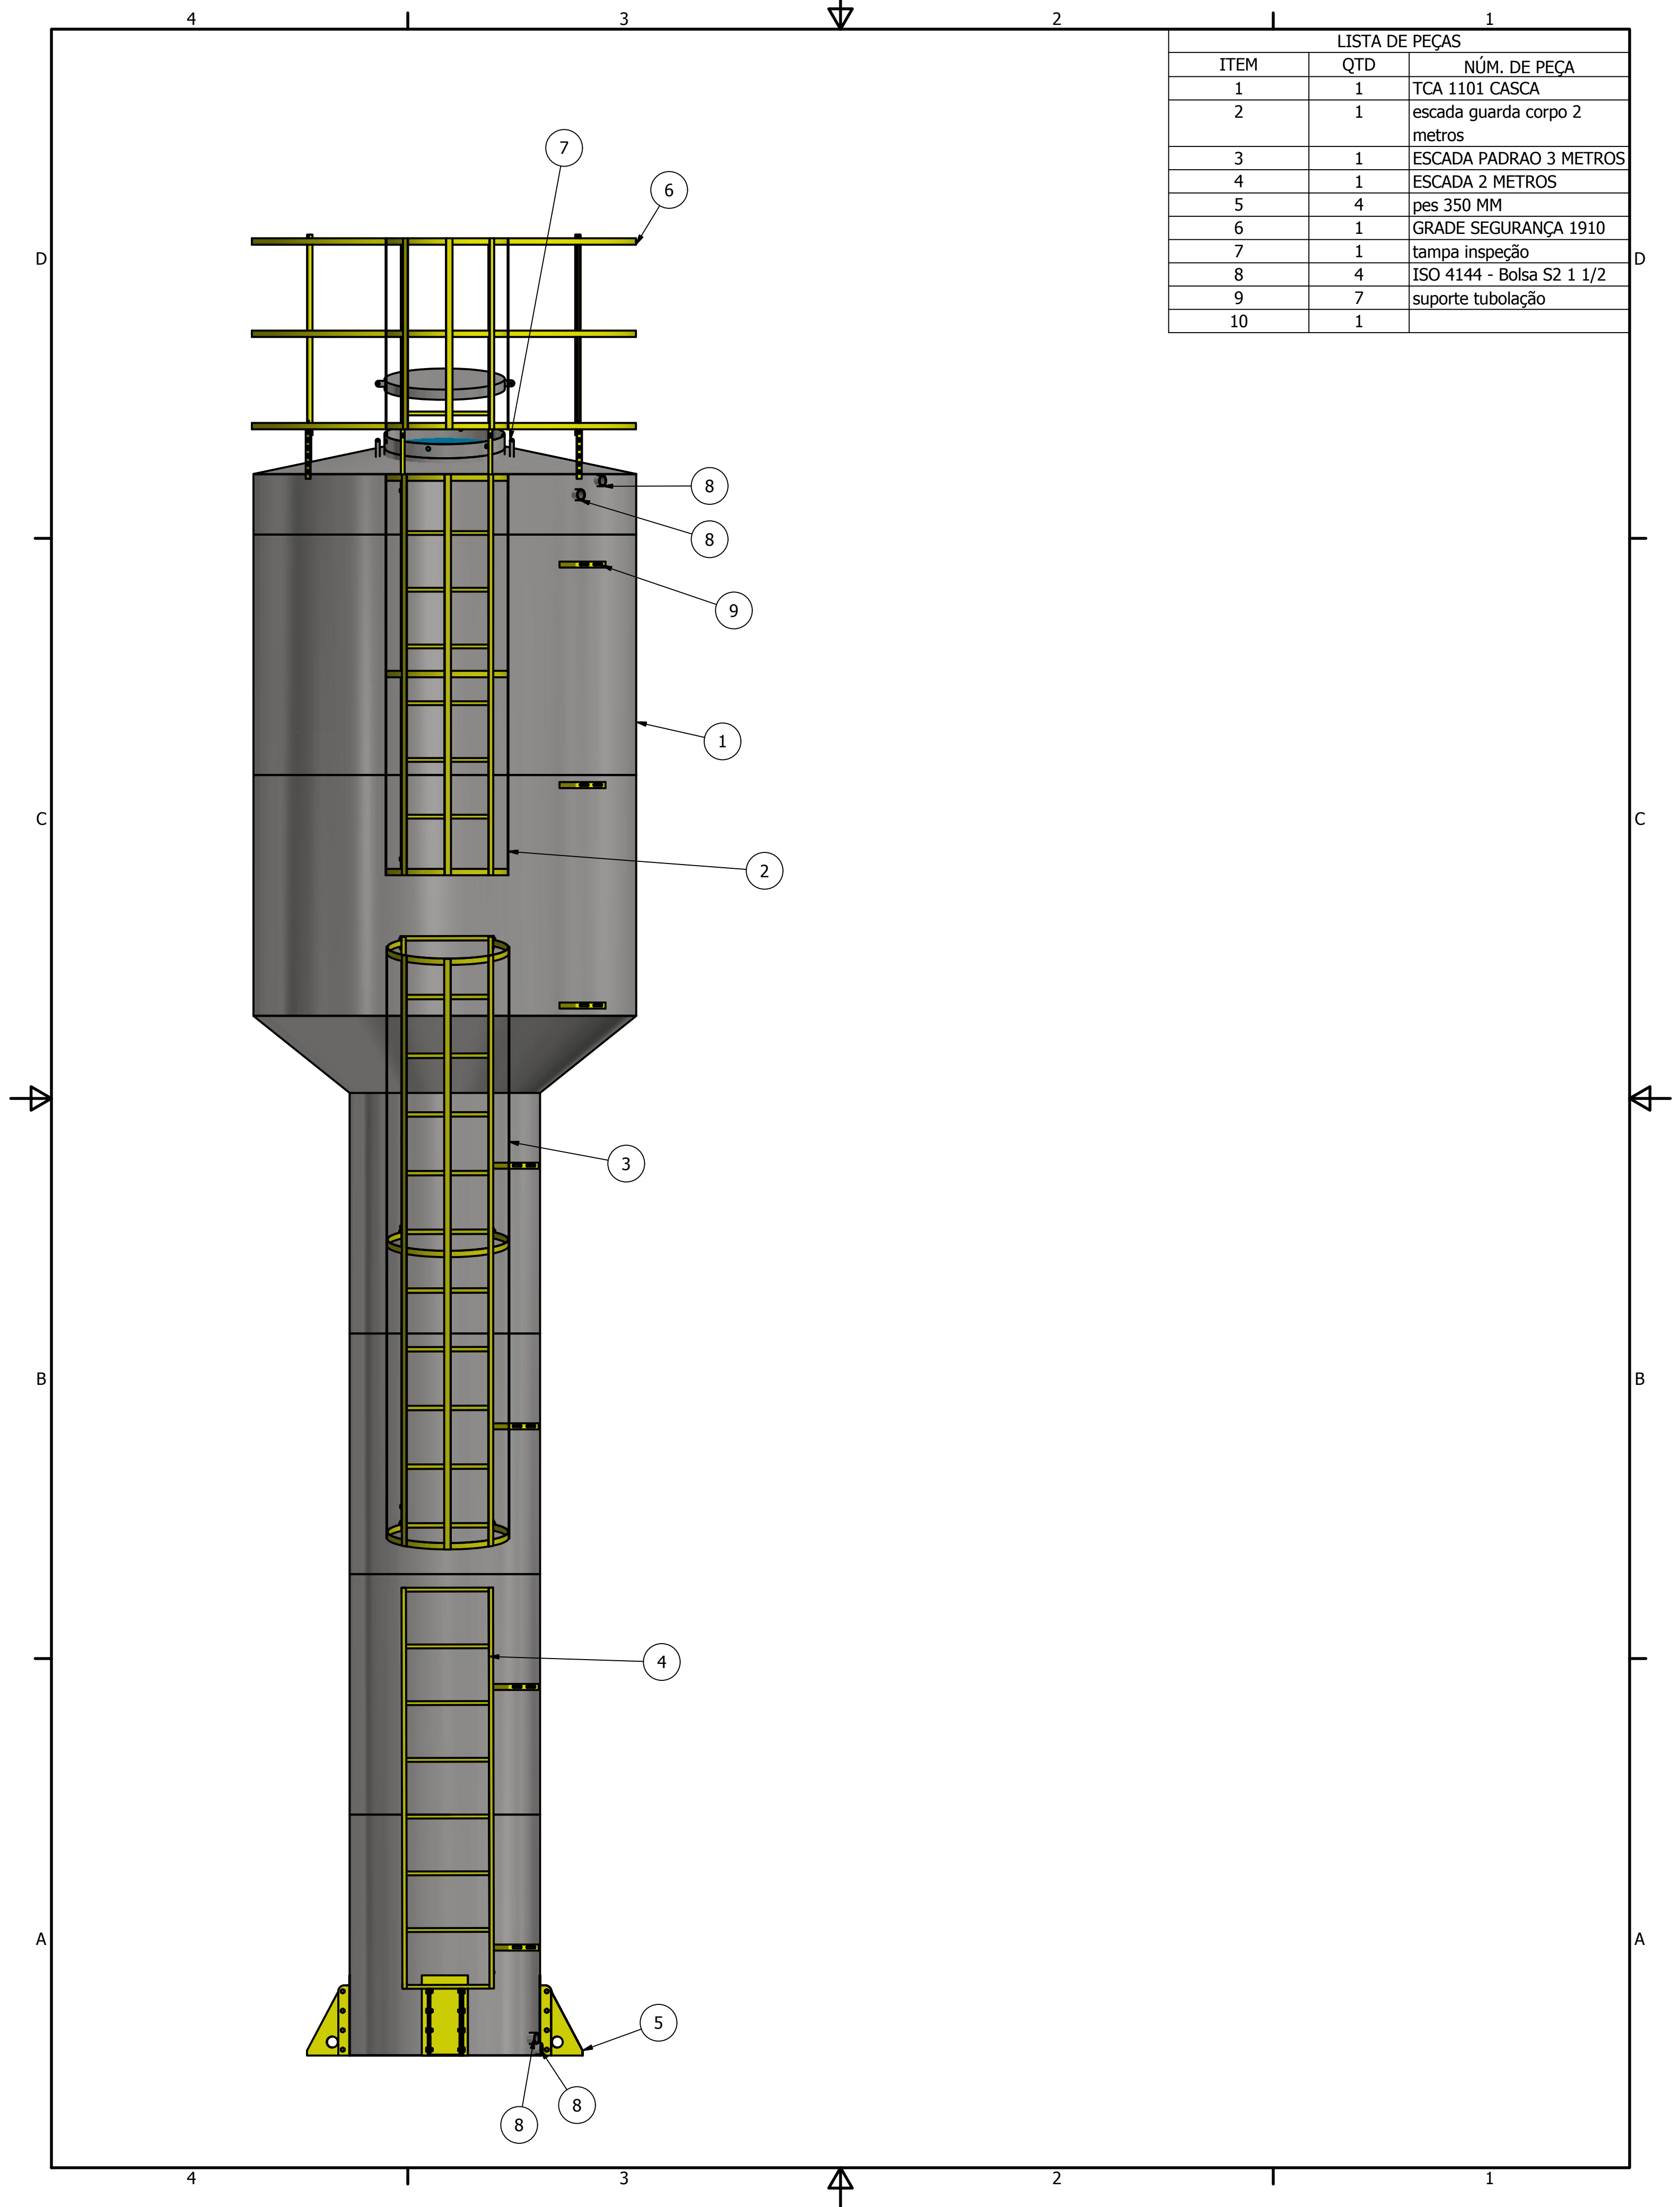 4 3 2 1
LISTA DE PEÇAS
ITEM QTD NÚM. DE PEÇA
1 1 TCA 1101 CASCA
2 1 escada guarda corpo 2
metros
3 1 ESCADA PADRAO 3 METROS
4 1 ESCADA 2 METROS
5 4 pes 350 MM
6 1 GRADE SEGURANÇA 1910
7 1 tampa inspeção
8 4 ISO 4144 - Bolsa S2 1 1/2
9 7 suporte tubolação
10 1
7
6
D D
8
8
9
1
C C
2
3
B B
4
A A
5
8
8
4 3 2 1